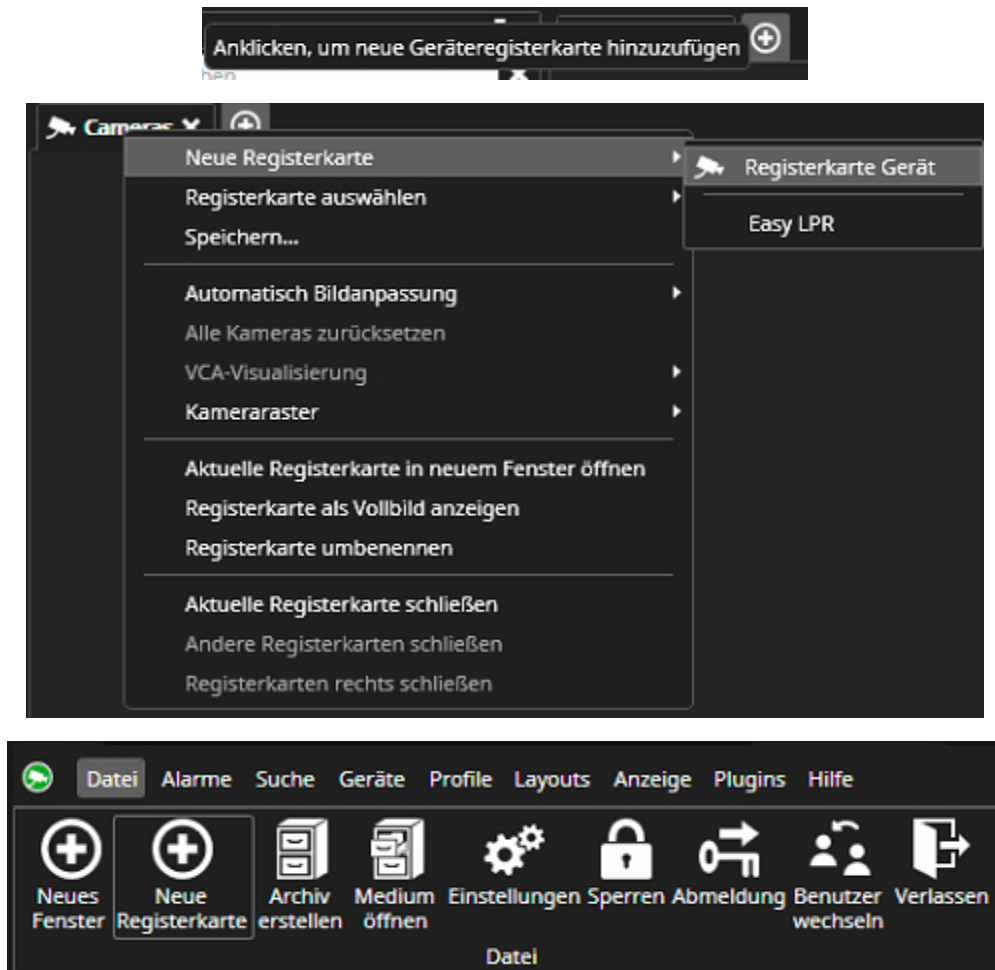 Anklicken, um neue Geräteregisterkarte hinzuzufügen
Cameras
Neue Registerkarte
Registerkarte Gerät
Registerkarte auswählen
Easy LPR
Speichern...
Automatisch Bildanpassung
Alle Kameras zurücksetzen
VCA-Visualisierung
Kameraraster
Aktuelle Registerkarte in neuem Fenster öffnen
Registerkarte als Vollbild anzeigen
Registerkarte umbenennen
Aktuelle Registerkarte schließen
Andere Registerkarten schließen
Registerkarten rechts schließen
Datei Alarme Suche Geräte Profile Layouts Anzeige Plugins Hilfe
Neues Neue Archiv Medium Einstellungen Sperren Abmeldung Benutzer Verlassen
Fenster Registerkarte erstellen öffnen wechseln
Datei